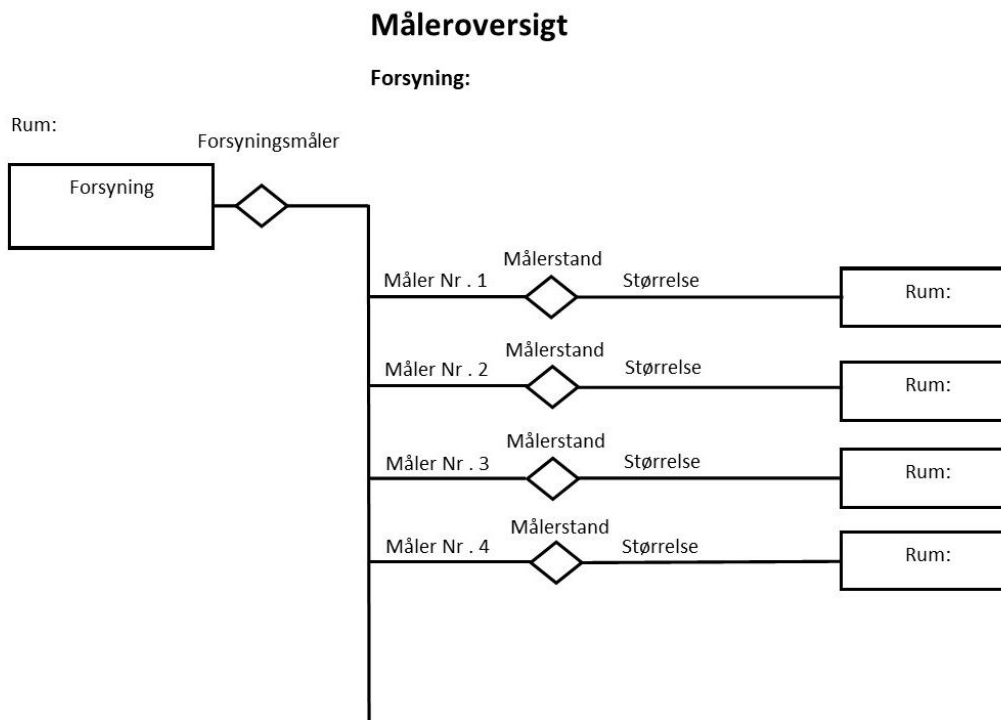 Måleroversigt
Forsyning:
Rum:
Forsyningsmåler
Forsyning
Målerstand
Måler Nr . 1
Størrelse
Rum:
Målerstand
Måler Nr . 2
Størrelse
Rum:
Målerstand
Måler Nr . 3
Størrelse
Rum:
Målerstand
Måler Nr . 4
Størrelse
Rum: